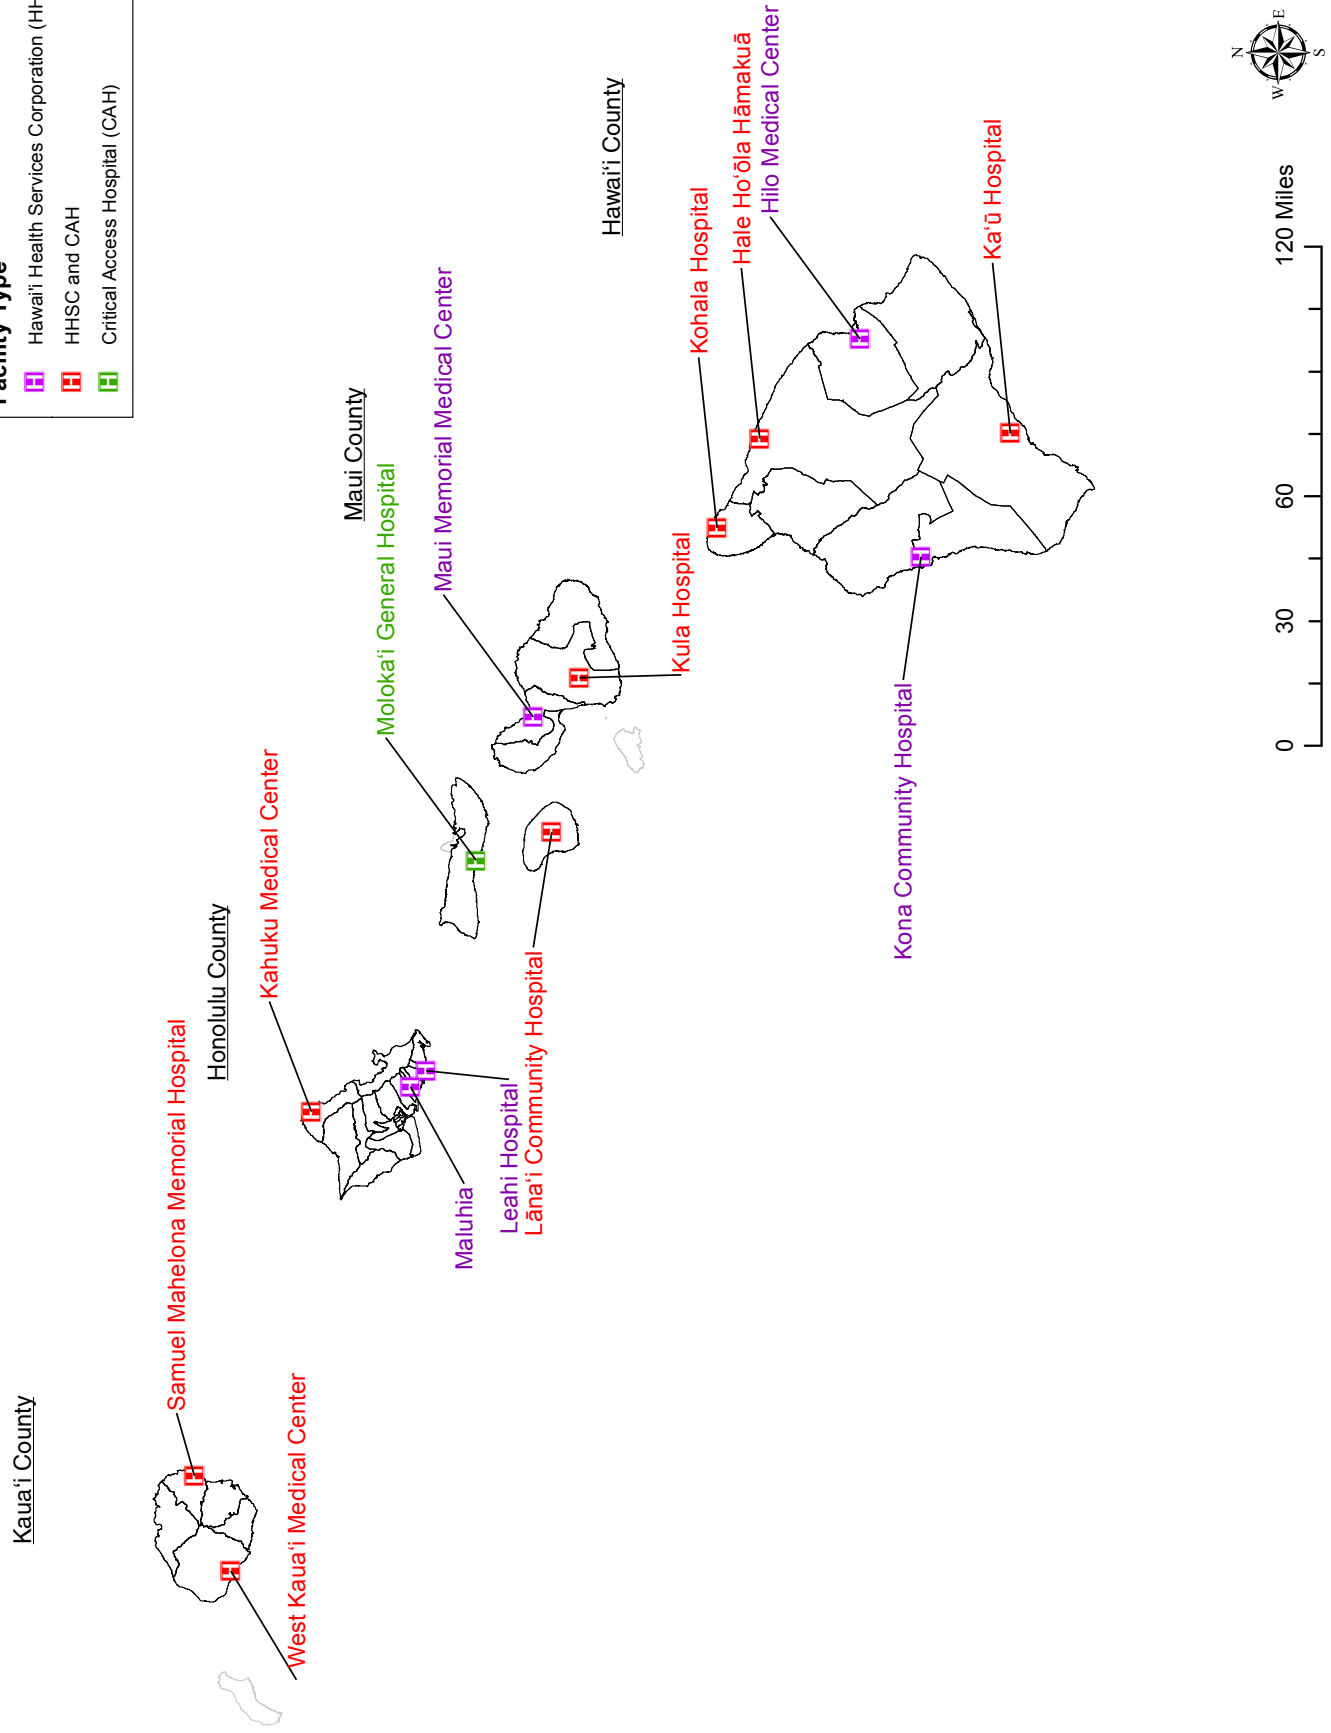 Facility Type
Hawai'i Health Services Corporation (HH
HHSC and CAH
Critical Access Hospital (CAH)
Kaua'i County
Samuel Mahelona Memorial Hospital
West Kaua'i Medical Center
Honolulu County
Kahuku Medical Center
Maluhia
Leahi Hospital
Lāna'i Community Hospital
Maui County
Moloka'i General Hospital
Maui Memorial Medical Center
Kula Hospital
Hawai'i County
Kohala Hospital
Hale Ho'ōla Hāmakuā
Hilo Medical Center
Ka'ū Hospital
Kona Community Hospital
0 30 60 120 Miles
N
W E
S